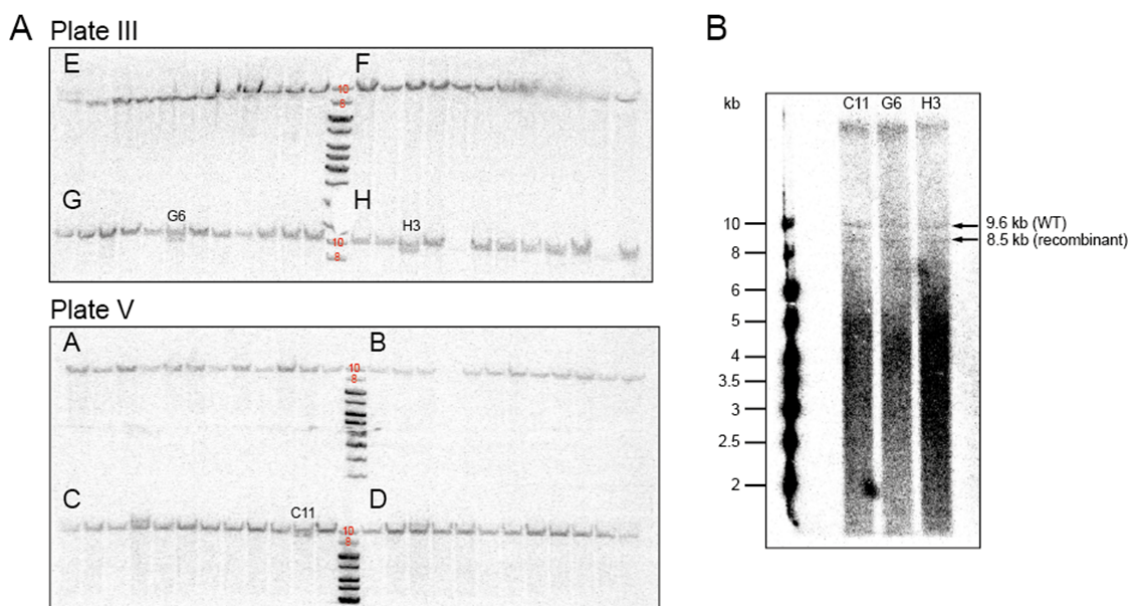 A
Plate III
E
F
10
8
G
G6
H
H3
10
8
Plate V
A
B
10
8
C
C11
D
10
8
B
kb
C11 G6 H3
10
9.6 kb (WT)
8.5 kb (recombinant)
8
6
5
4
3.5
3
2.5
2